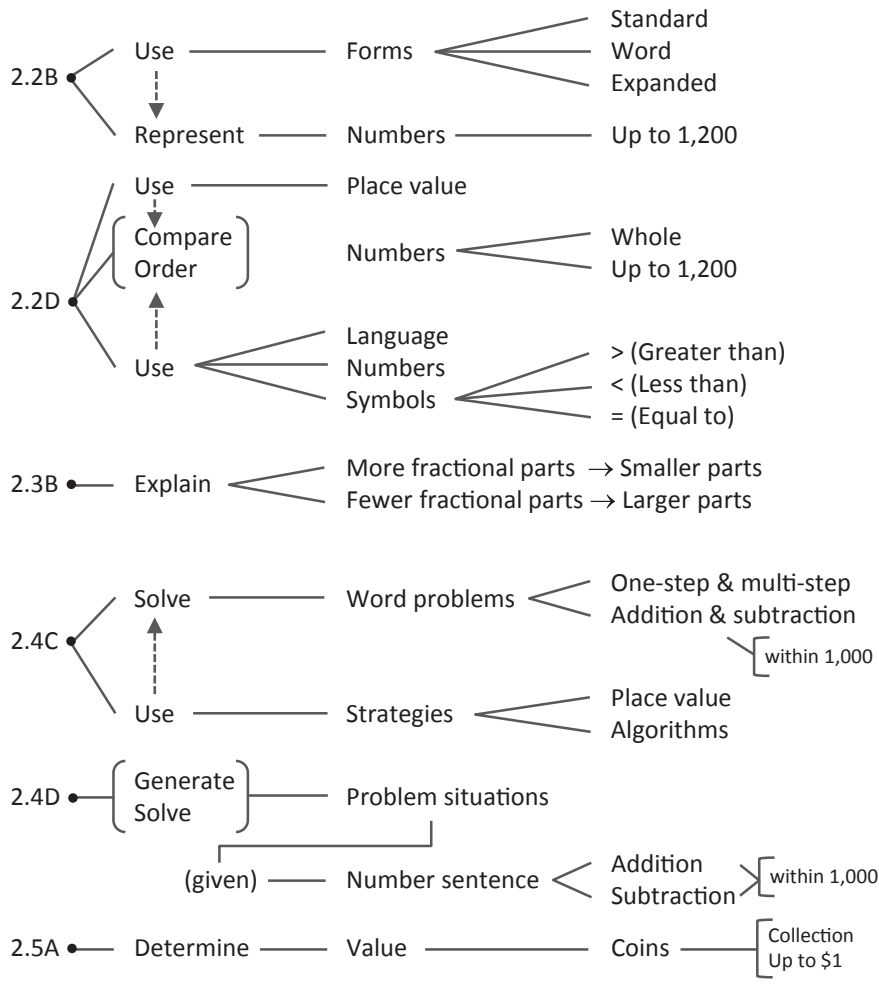 Standard
2.2B Use Forms Word
Expanded
Represent Numbers Up to 1,200
Use Place value
Compare
Order
Numbers Whole
Up to 1,200
2.2D
Use Language
Numbers
Symbols > (Greater than)
< (Less than)
= (Equal to)
2.3B Explain More fractional parts → Smaller parts
Fewer fractional parts → Larger parts
2.4C Solve Word problems One-step & multi-step
Addition & subtraction
within 1,000
Use Strategies Place value
Algorithms
2.4D Generate
Solve
Problem situations
(given) Number sentence Addition
Subtraction
within 1,000
2.5A Determine Value Coins Collection
Up to $1